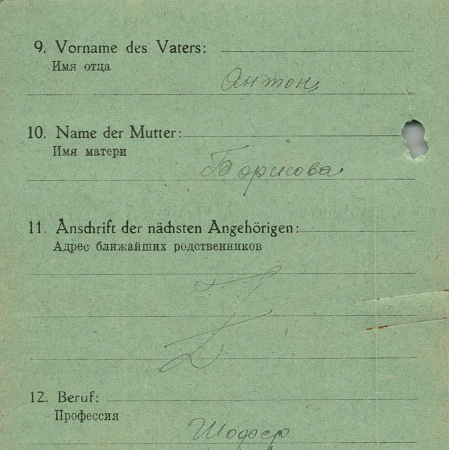 9. Vorname des Vaters:
Имя отца
Антон
10. Name der Mutter:
Имя матери
Борисова
11. Anschrift der nächsten Angehörigen:
Адрес ближайших родственников
12. Beruf:
Профессия
Шофер